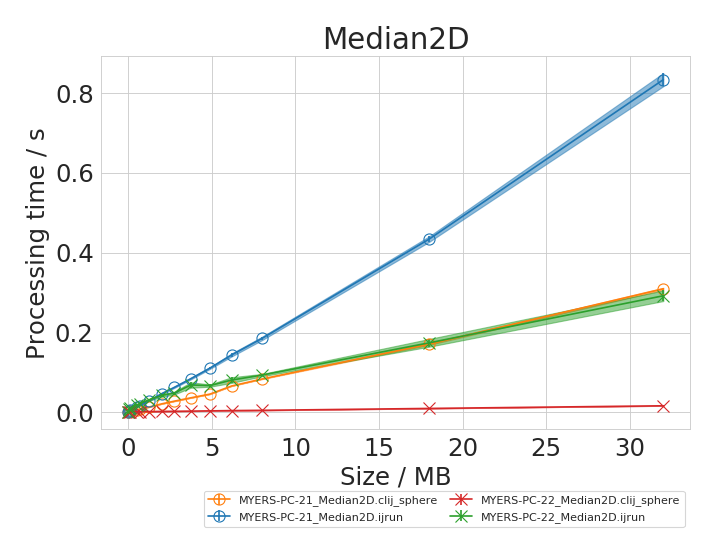 Median2D
Processing time / s
0.8
0.6
0.4
0.2
0.0
0 5 10 15 20 25 30
Size / MB
MYERS-PC-21_Median2D.clij_sphere MYERS-PC-22_Median2D.clij_sphere
MYERS-PC-21_Median2D.ijrun MYERS-PC-22_Median2D.ijrun